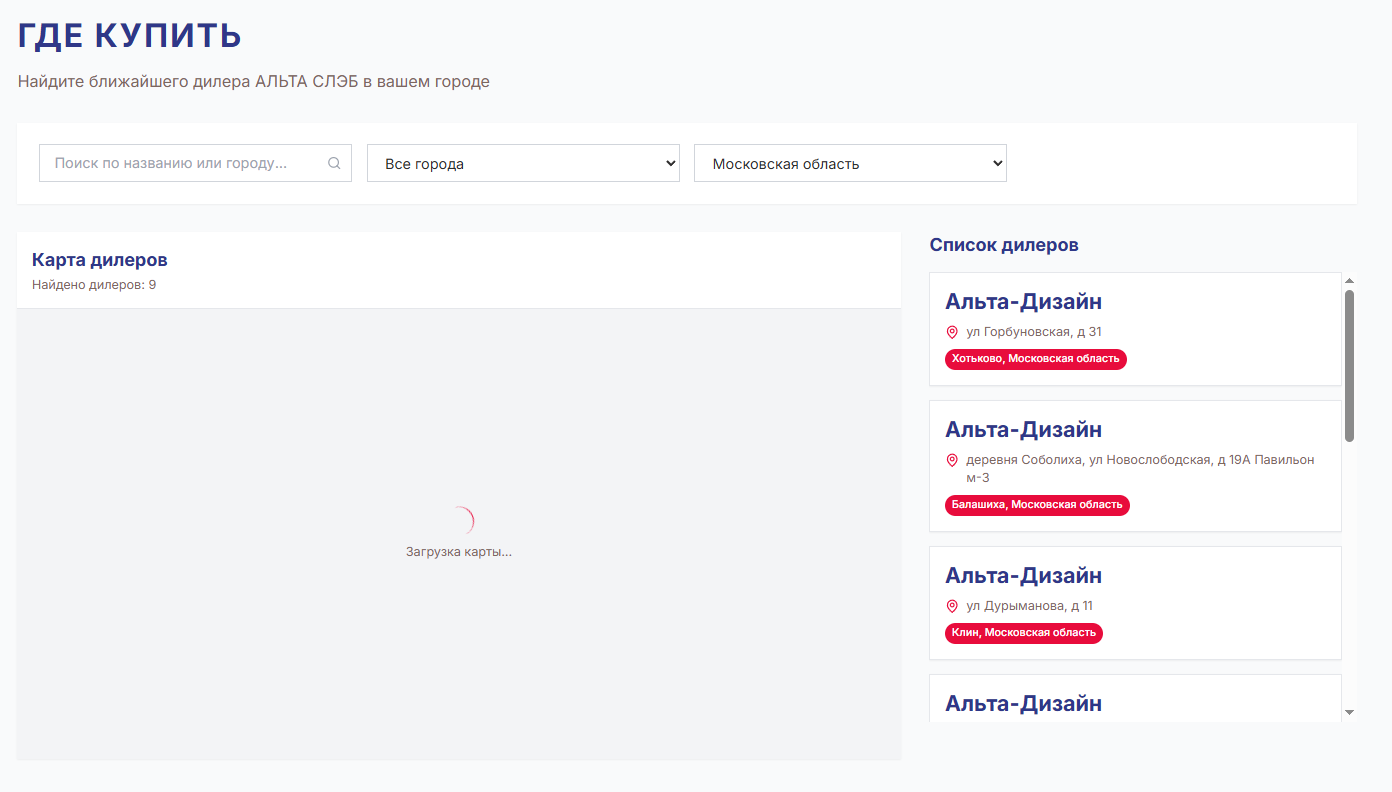 ГДЕ КУПИТЬ
Найдите ближайшего дилера АЛЬТА СЛЭБ в вашем городе
Поиск по названию или городу...
Все города
Московская область
Карта дилеров
Найдено дилеров: 9
Загрузка карты...
Список дилеров
Альта-Дизайн
ул Горбуновская, д 31
Хотьково, Московская область
Альта-Дизайн
деревня Соболиха, ул Новослободская, д 19А Павильон
м-3
Балашиха, Московская область
Альта-Дизайн
ул Дурыманова, д 11
Клин, Московская область
Альта-Дизайн